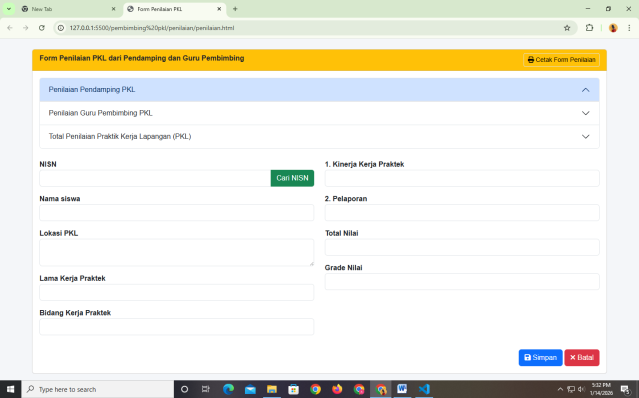 New Tab
Form Penilaian PKL
127.0.0.1:5500/pembimbing%20pkl/penilaian/penilaian.html
Form Penilaian PKL dari Pendamping dan Guru Pembimbing
Cetak Form Penilaian
Penilaian Pendamping PKL
Penilaian Guru Pembimbing PKL
Total Penilaian Praktik Kerja Lapangan (PKL)
NISN
Cari NISN
Nama siswa
Lokasi PKL
Lama Kerja Praktek
Bidang Kerja Praktek
1. Kinerja Kerja Praktek
2. Pelaporan
Total Nilai
Grade Nilai
Simpan
Batal
Type here to search
5:32 PM
1/14/2026